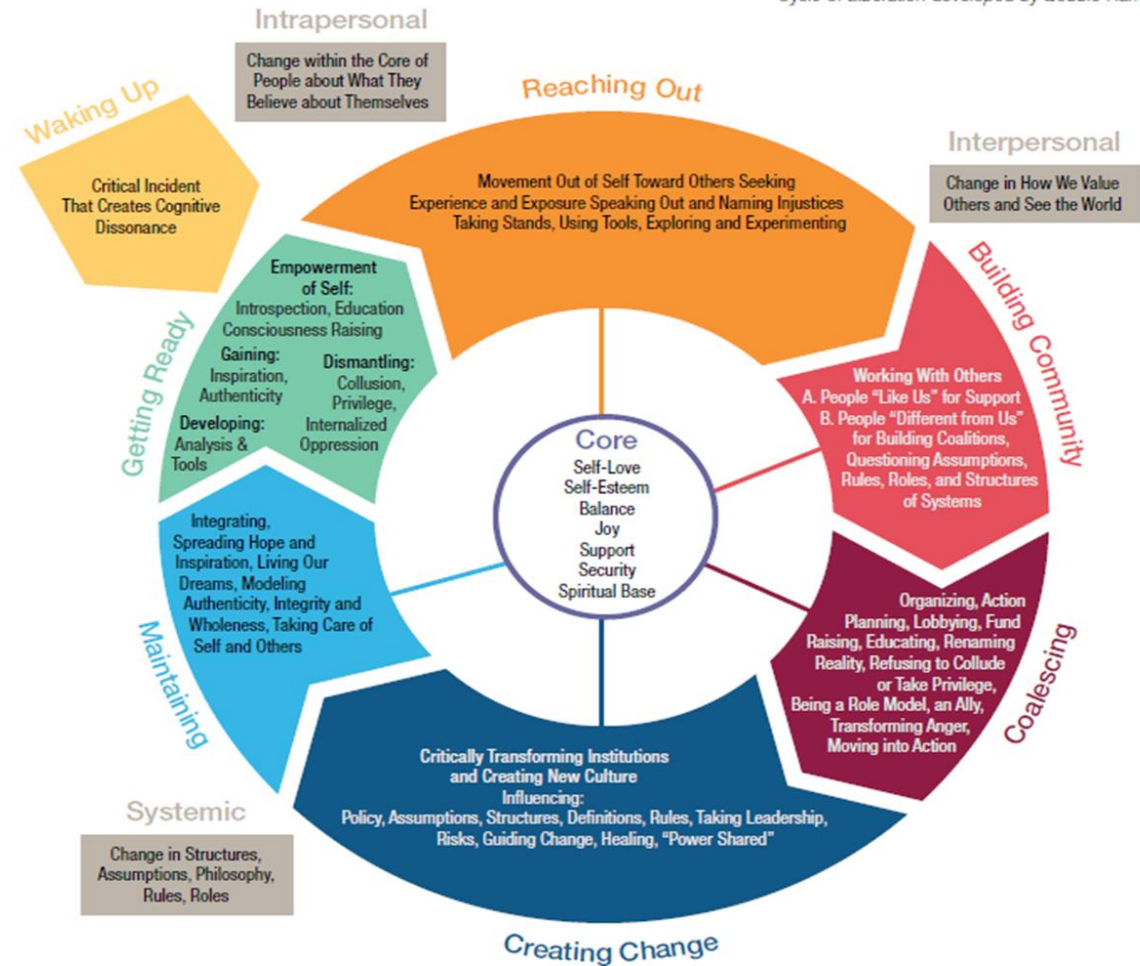 Intrapersonal
Change within the Core of
People about What They
Believe about Themselves
Waking Up
Critical Incident
That Creates Cognitive
Dissonance
Reaching Out
Movement Out of Self Toward Others Seeking
Experience and Exposure Speaking Out and Naming Injustices
Taking Stands, Using Tools, Exploring and Experimenting
Interpersonal
Change in How We Value
Others and See the World
Getting Ready
Empowerment
of Self:
Introspection, Education
Consciousness Raising
Gaining:
Inspiration,
Authenticity
Dismantling:
Collusion,
Privilege,
Internalized
Oppression
Developing:
Analysis &
Tools
Building Community
Working With Others
A. People “Like Us” for Support
B. People “Different from Us”
for Building Coalitions,
Questioning Assumptions,
Rules, Roles, and Structures
of Systems
Core
Self-Love
Self-Esteem
Balance
Joy
Support
Security
Spiritual Base
Maintaining
Integrating,
Spreading Hope and
Inspiration, Living Our
Dreams, Modeling
Authenticity, Integrity and
Wholeness, Taking Care of
Self and Others
Coalescing
Organizing, Action
Planning, Lobbying, Fund
Raising, Educating, Renaming
Reality, Refusing to Collude
or Take Privilege,
Being a Role Model, an Ally,
Transforming Anger,
Moving into Action
Critically Transforming Institutions
and Creating New Culture
Influencing:
Policy, Assumptions, Structures, Definitions, Rules, Taking Leadership,
Risks, Guiding Change, Healing, “Power Shared”
Systemic
Change in Structures,
Assumptions, Philosophy,
Rules, Roles
Creating Change